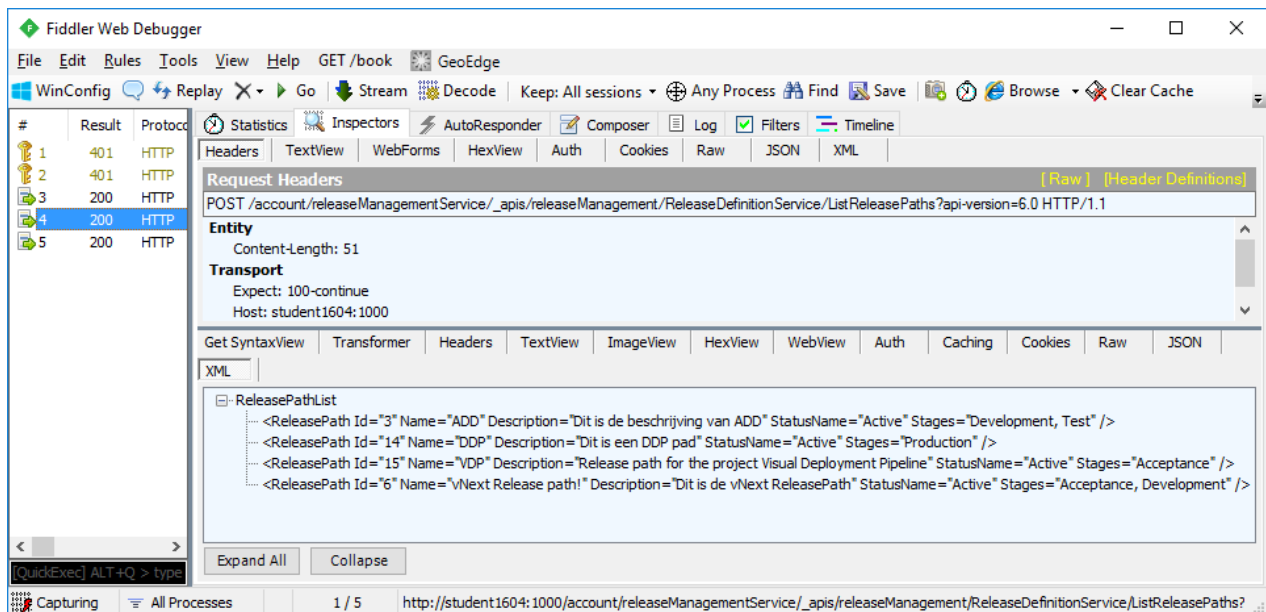 Fiddler Web Debugger
File Edit Rules Tools View Help GET /book GeoEdge
WinConfig Replay Go Stream Decode Keep: All sessions Any Process Find Save Browse Clear Cache
# Result Protoco Statistics Inspectors AutoResponder Composer Log Filters Timeline
1 401 HTTP Headers TextView WebForms HexView Auth Cookies Raw JSON XML
2 401 HTTP Request Headers [ Raw ] [Header Definitions]
3 200 HTTP POST /account/releaseManagementService/_apis/releaseManagement/ReleaseDefinitionService/ListReleasePaths?api-version=6.0 HTTP/1.1
4 200 HTTP Entity
5 200 HTTP Content-Length: 51
Transport
Expect: 100-continue
Host: student1604:1000
Get SyntaxView Transformer Headers TextView ImageView HexView WebView Auth Caching Cookies Raw JSON
XML
ReleasePathList
<ReleasePath Id="3" Name="ADD" Description="Dit is de beschrijving van ADD" StatusName="Active" Stages="Development, Test" />
<ReleasePath Id="14" Name="DDP" Description="Dit is een DDP pad" StatusName="Active" Stages="Production" />
<ReleasePath Id="15" Name="VDP" Description="Release path for the project Visual Deployment Pipeline" StatusName="Active" Stages="Acceptance" />
<ReleasePath Id="6" Name="vNext Release path!" Description="Dit is de vNext ReleasePath" StatusName="Active" Stages="Acceptance, Development" />
Expand All Collapse
[QuickExec] ALT+Q > type
Capturing All Processes 1 / 5 http://student1604:1000/account/releaseManagementService/_apis/releaseManagement/ReleaseDefinitionService/ListReleasePaths?